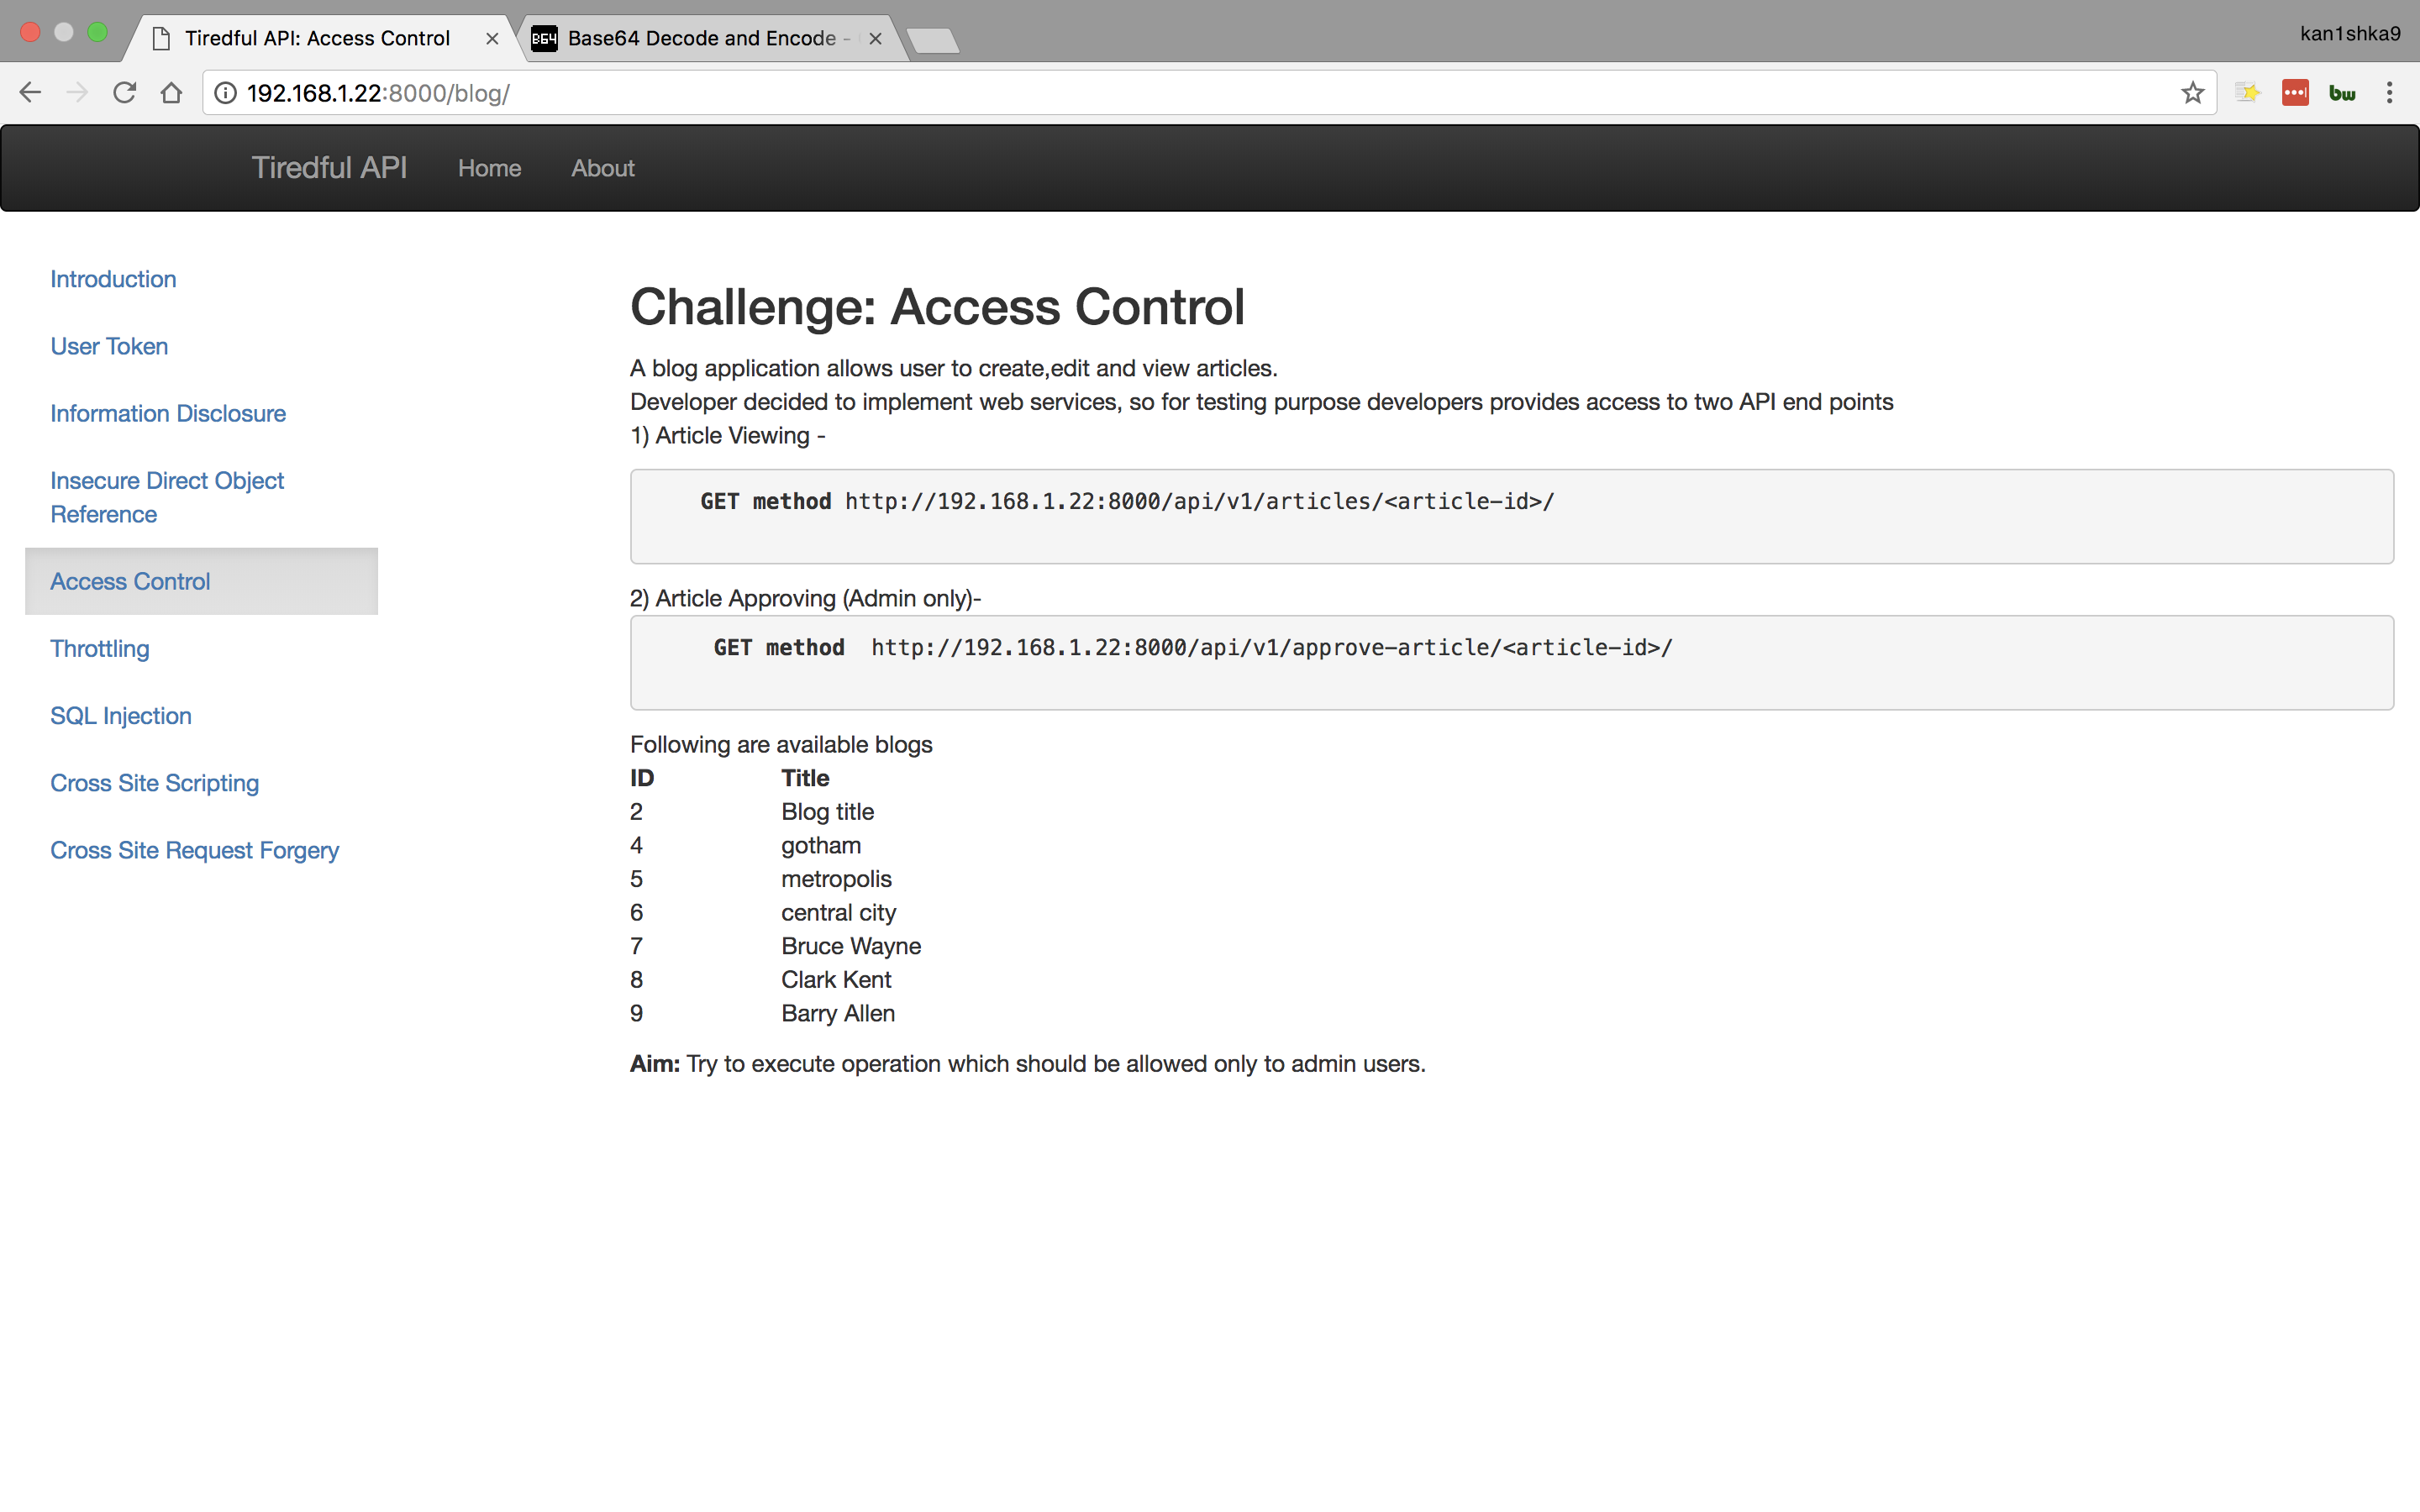 Tiredful API: Access Control
B64 Base64 Decode and Encode -
kan1shka9
192.168.1.22:8000/blog/
bw
Tiredful API Home About
Introduction
User Token
Information Disclosure
Insecure Direct Object
Reference
Access Control
Throttling
SQL Injection
Cross Site Scripting
Cross Site Request Forgery
Challenge: Access Control
A blog application allows user to create,edit and view articles.
Developer decided to implement web services, so for testing purpose developers provides access to two API end points
1) Article Viewing -
GET method http://192.168.1.22:8000/api/v1/articles/<article-id>/
2) Article Approving (Admin only)-
GET method  http://192.168.1.22:8000/api/v1/approve-article/<article-id>/
Following are available blogs
ID Title
2 Blog title
4 gotham
5 metropolis
6 central city
7 Bruce Wayne
8 Clark Kent
9 Barry Allen
Aim: Try to execute operation which should be allowed only to admin users.